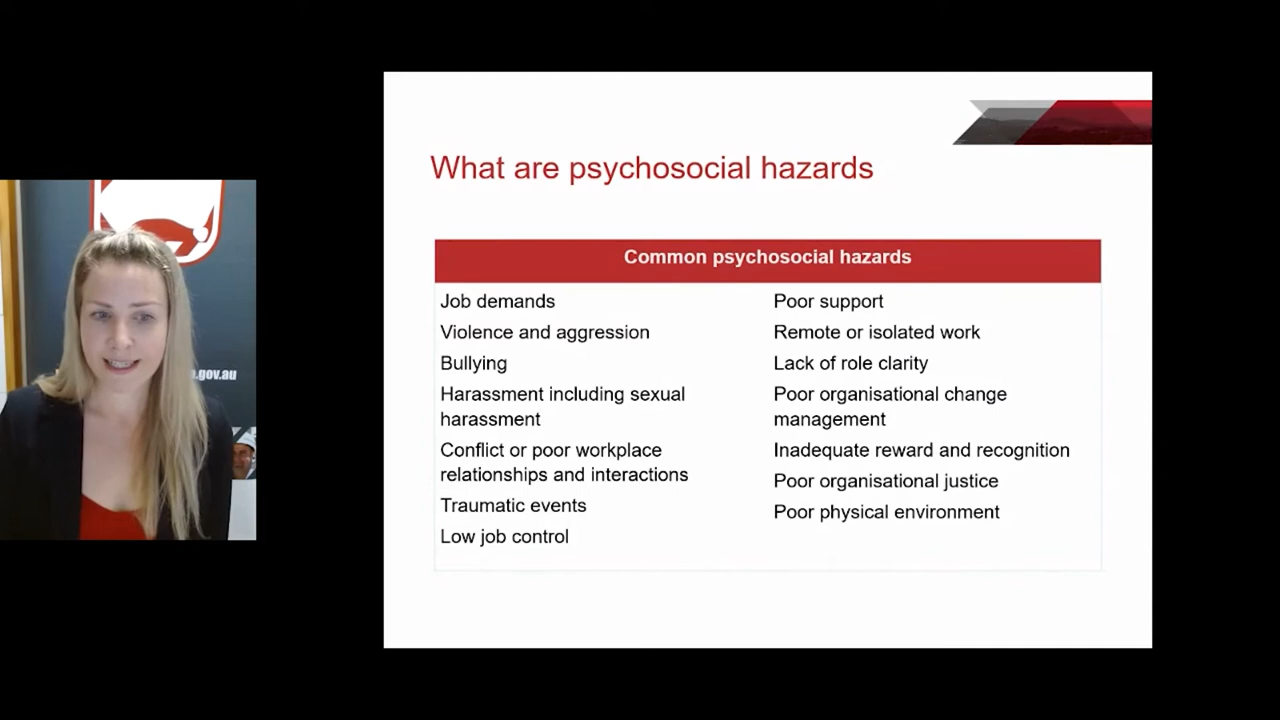 What are psychosocial hazards
Common psychosocial hazards
Job demands
Violence and aggression
Bullying
Harassment including sexual
harassment
Conflict or poor workplace
relationships and interactions
Traumatic events
Low job control
Poor support
Remote or isolated work
Lack of role clarity
Poor organisational change
management
Inadequate reward and recognition
Poor organisational justice
Poor physical environment
.gov.au